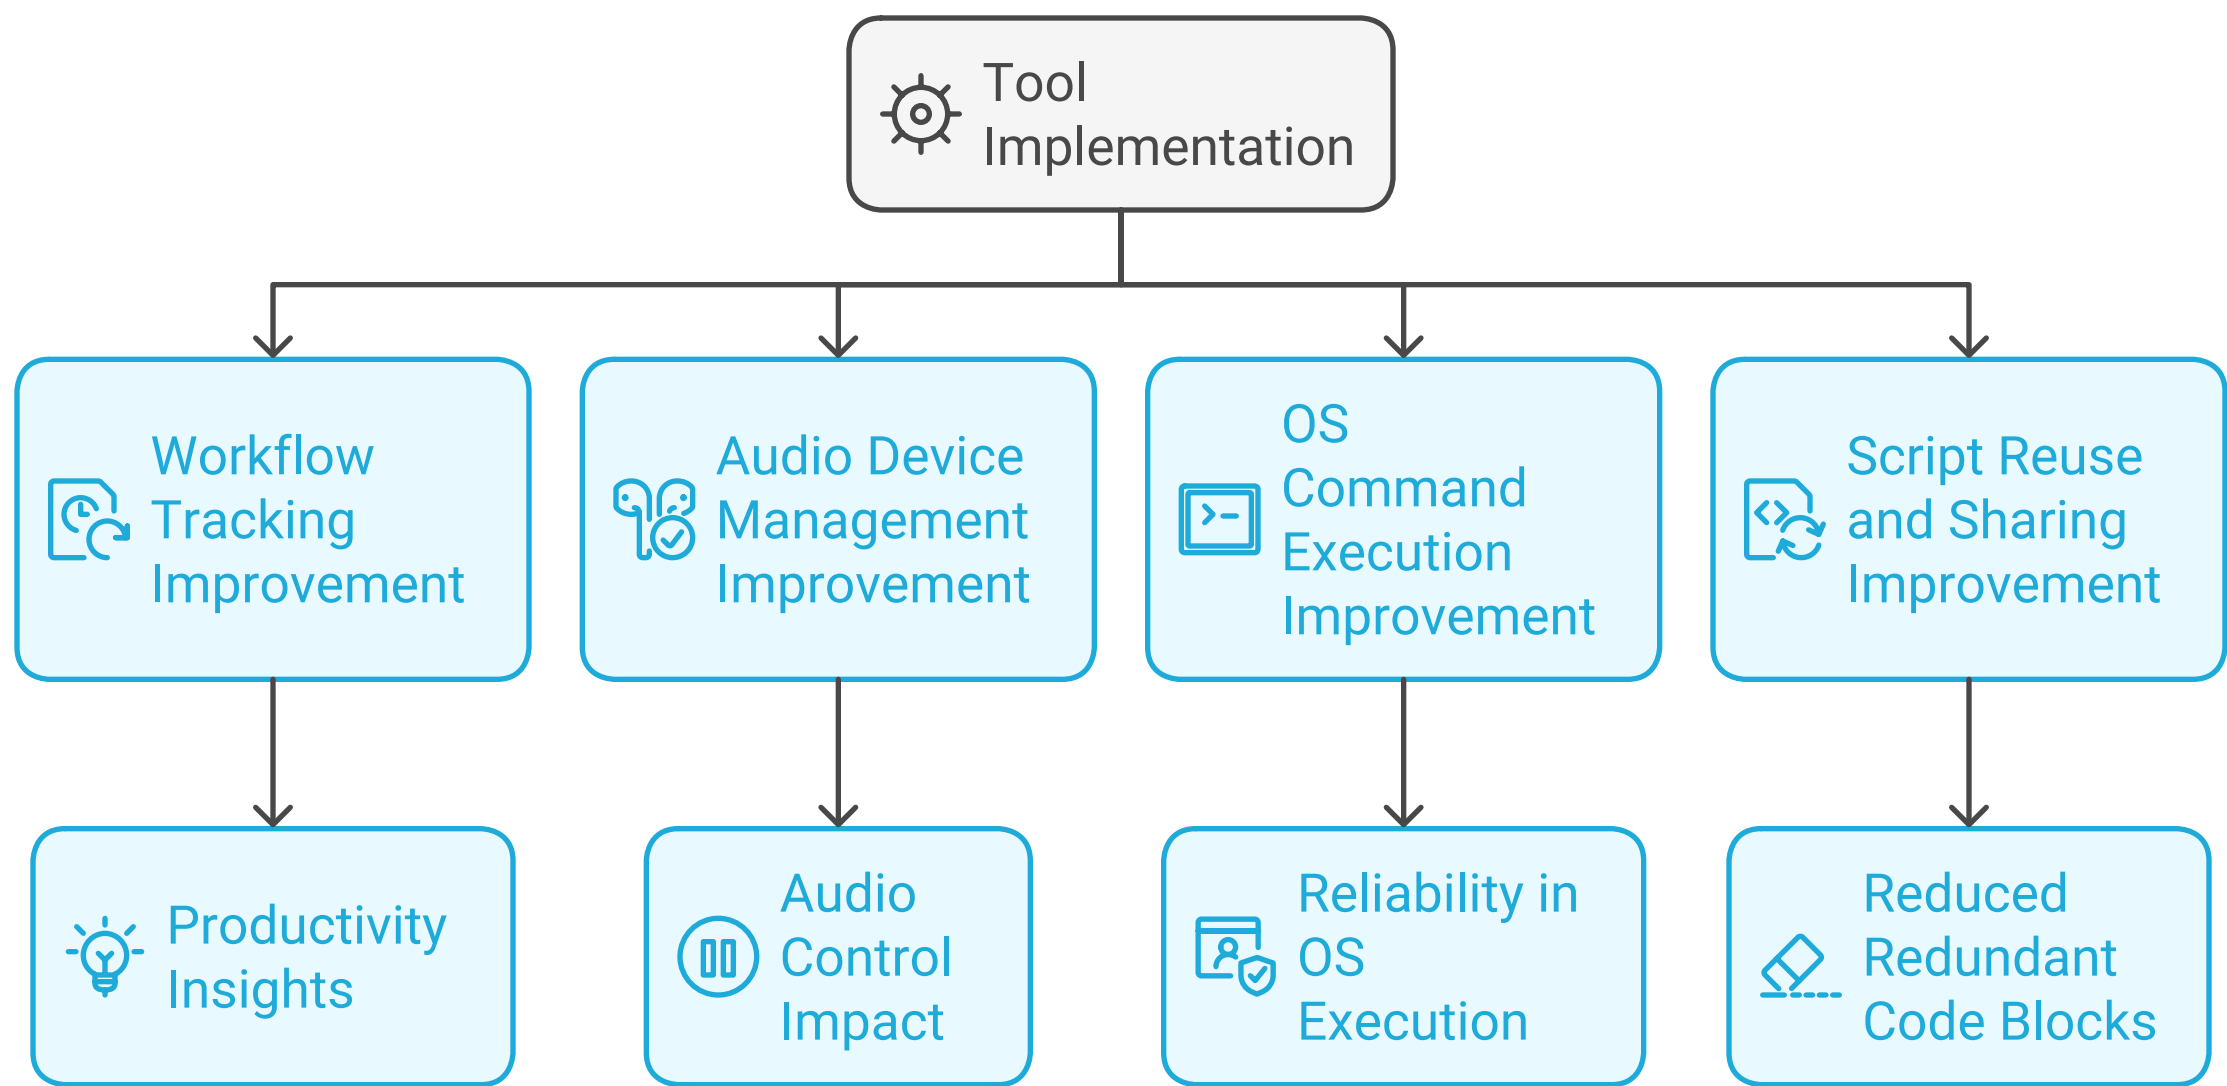 Tool
Implementation
Workflow
Tracking
Improvement
Audio Device
Management
Improvement
OS
Command
Execution
Improvement
Script Reuse
and Sharing
Improvement
Productivity
Insights
Audio
Control
Impact
Reliability in
OS
Execution
Reduced
Redundant
Code Blocks